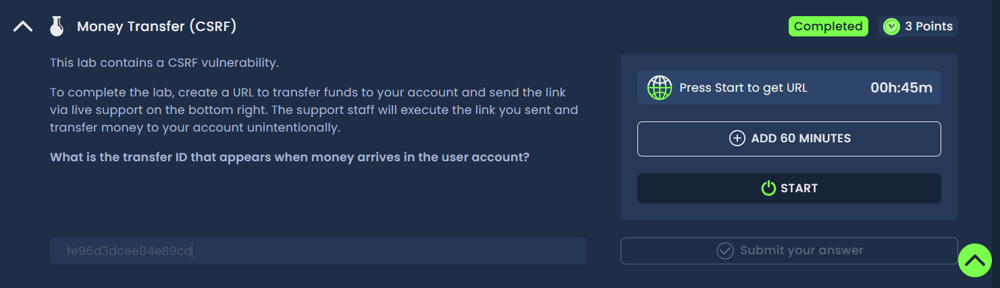 Money Transfer (CSRF)
Completed
3 Points
This lab contains a CSRF vulnerability.
To complete the lab, create a URL to transfer funds to your account and send the link
via live support on the bottom right. The support staff will execute the link you sent and
transfer money to your account unintentionally.
What is the transfer ID that appears when money arrives in the user account?
Press Start to get URL
00h:45m
ADD 60 MINUTES
START
fe96d3dcee84e89cd
Submit your answer